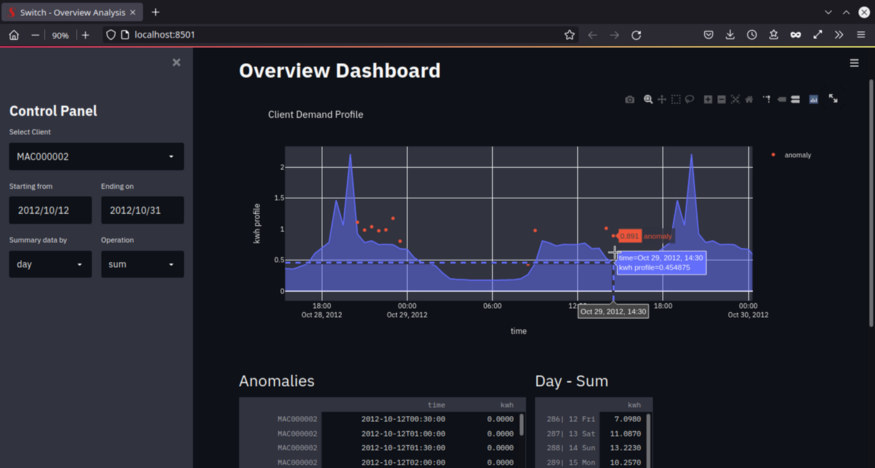 Switch - Overview Analysis
90%
localhost:8501
Control Panel
Select Client
MAC000002
Starting from
Ending on
2012/10/12
2012/10/31
Summary data by
Operation
day
sum
Overview Dashboard
Client Demand Profile
anomaly
kwh profile
2
1.5
1
0.5
0
0.891 anomaly
time=Oct 29, 2012, 14:30
kwh profile=0.454875
Oct 29, 2012, 14:30
18:00
Oct 28, 2012
00:00
Oct 29, 2012
06:00
12:00
18:00
00:00
Oct 30, 2012
time
Anomalies
time kwh
MAC000002 2012-10-12T00:30:00 0.0000
MAC000002 2012-10-12T01:00:00 0.0000
MAC000002 2012-10-12T01:30:00 0.0000
MAC000002 2012-10-12T02:00:00 0.0000
Day - Sum
kwh
286| 12 Fri 7.0980
287| 13 Sat 11.0870
288| 14 Sun 13.2230
289| 15 Mon 10.2570